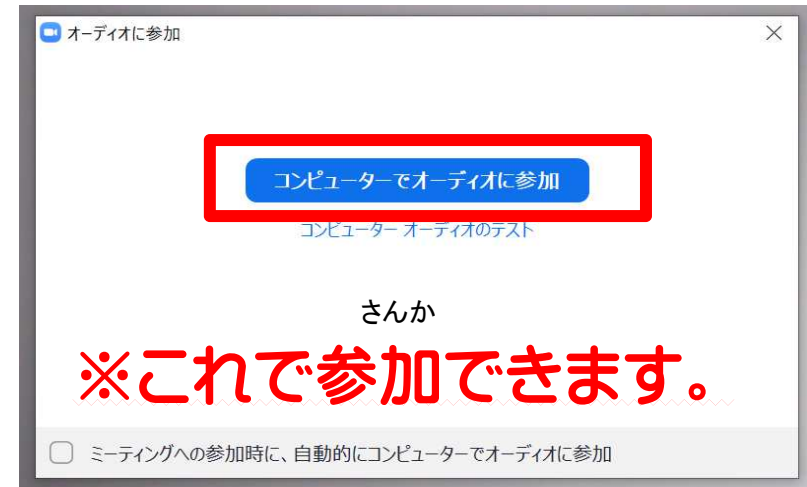 オーディオに参加
コンピューターでオーディオに参加
コンピューター オーディオのテスト
さんか
※これで参加できます。
ミーティングへの参加時に、自動的にコンピューターでオーディオに参加